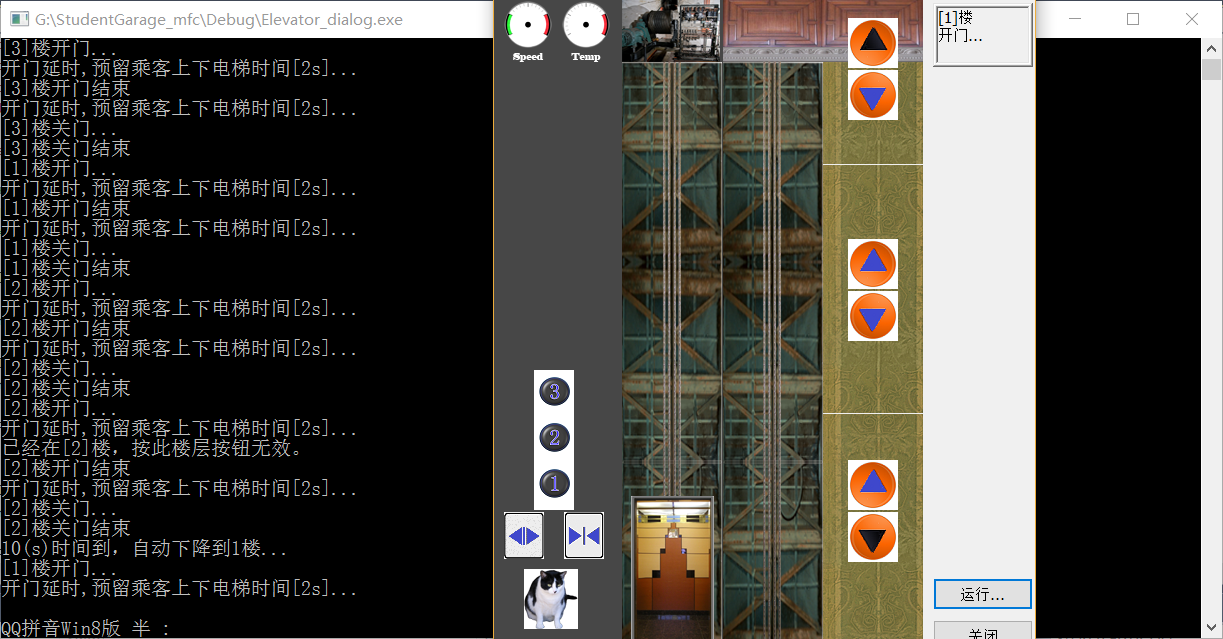 G:\StudentGarage_mfc\Debug\Elevator_dialog.exe
[3]楼开门...
开门延时,预留乘客上下电梯时间[2s]...
[3]楼开门结束
开门延时,预留乘客上下电梯时间[2s]...
[3]楼关门...
[3]楼关门结束
[1]楼开门...
开门延时,预留乘客上下电梯时间[2s]...
[1]楼开门结束
开门延时,预留乘客上下电梯时间[2s]...
[1]楼关门...
[1]楼关门结束
[2]楼开门...
开门延时,预留乘客上下电梯时间[2s]...
[2]楼开门结束
开门延时,预留乘客上下电梯时间[2s]...
[2]楼关门...
[2]楼关门结束
[2]楼开门...
开门延时,预留乘客上下电梯时间[2s]...
已经在[2]楼，按此楼层按钮无效。
[2]楼开门结束
开门延时,预留乘客上下电梯时间[2s]...
[2]楼关门...
[2]楼关门结束
10(s)时间到，自动下降到1楼...
[1]楼开门...
开门延时,预留乘客上下电梯时间[2s]...
QQ拼音Win8版 半 :
Speed
Temp
3
2
1
[1]楼
开门...
运行...
关闭